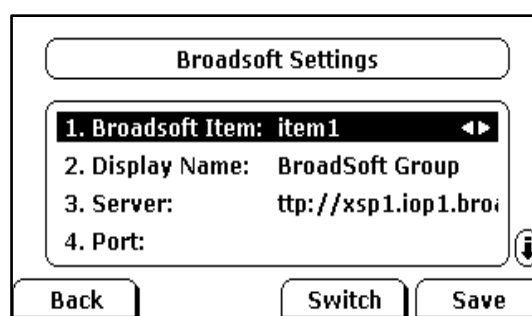 Broadsoft Settings
1. Broadsoft Item: item1
2. Display Name: BroadSoft Group
3. Server: ttp://xsp1.iop1.broa
4. Port:
Back Switch Save